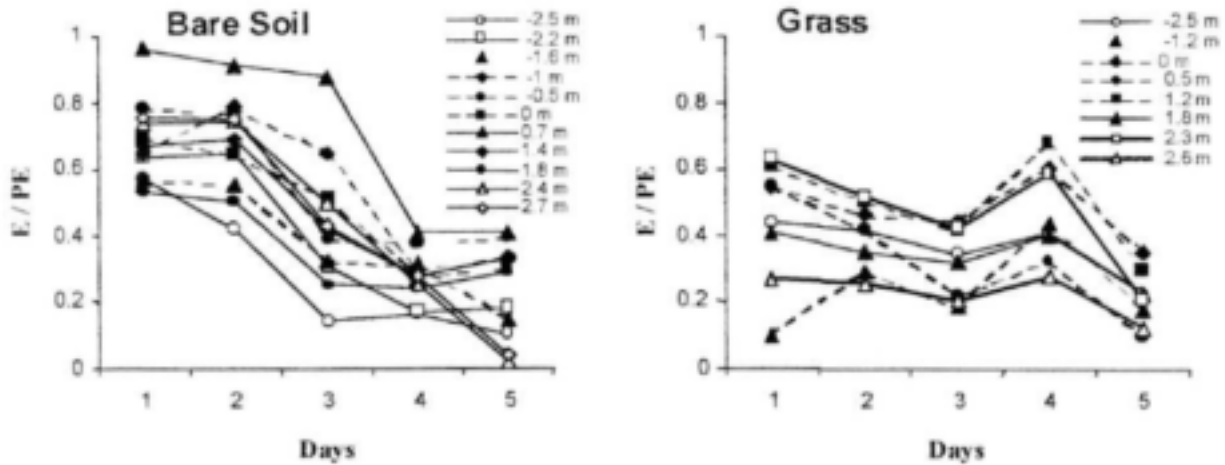 Bare Soil
-2.5 m
-2.2 m
-1.6 m
-1 m
-0.5 m
0 m
0.7 m
1.4 m
1.8 m
2.4 m
2.7 m
1
0.8
0.6
0.4
0.2
0
E / PE
1 2 3 4 5
Days
Grass
-2.5 m
-1.2 m
0 m
0.5 m
1.2 m
1.8 m
2.3 m
2.6 m
1
0.8
0.6
0.4
0.2
0
E / PE
1 2 3 4 5
Days